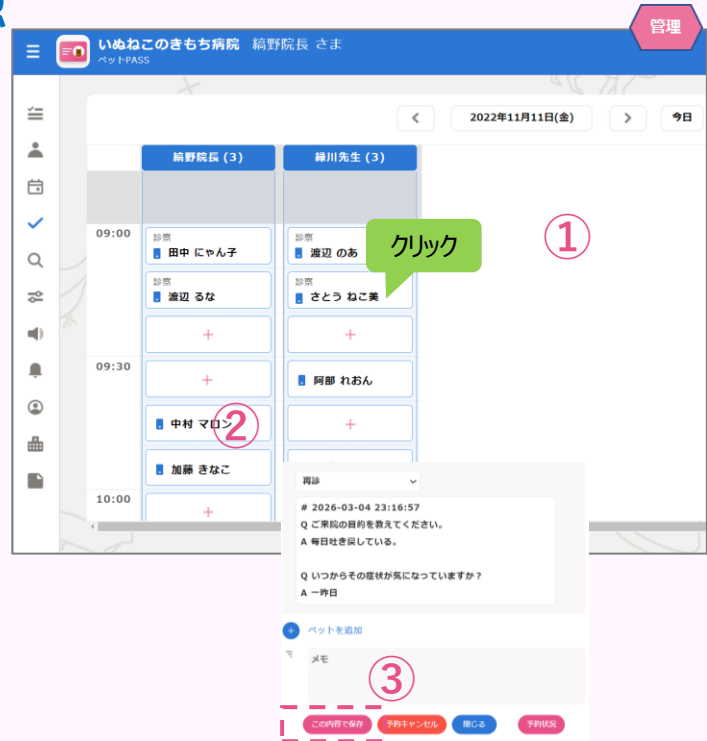 管理
いぬねこのきもち病院 縞野院長 さま
ペットPASS
2022年11月11日(金)
今日
縞野院長 (3)
緑川先生 (3)
09:00
診察
田中 にゃん子
診察
渡辺 のあ
クリック
①
診察
渡辺 るな
診察
さとう ねこ美
+
+
09:30
+
阿部 れおん
中村 マロン
②
+
加藤 きなこ
10:00
+
再診
# 2026-03-04 23:16:57
Q ご来院の目的を教えてください。
A 毎日吐き戻している。
Q いつからその症状が気になっていますか?
A 一昨日
+ ペットを追加
メモ
③
この内容で保存
予約キャンセル
閉じる
予約状況